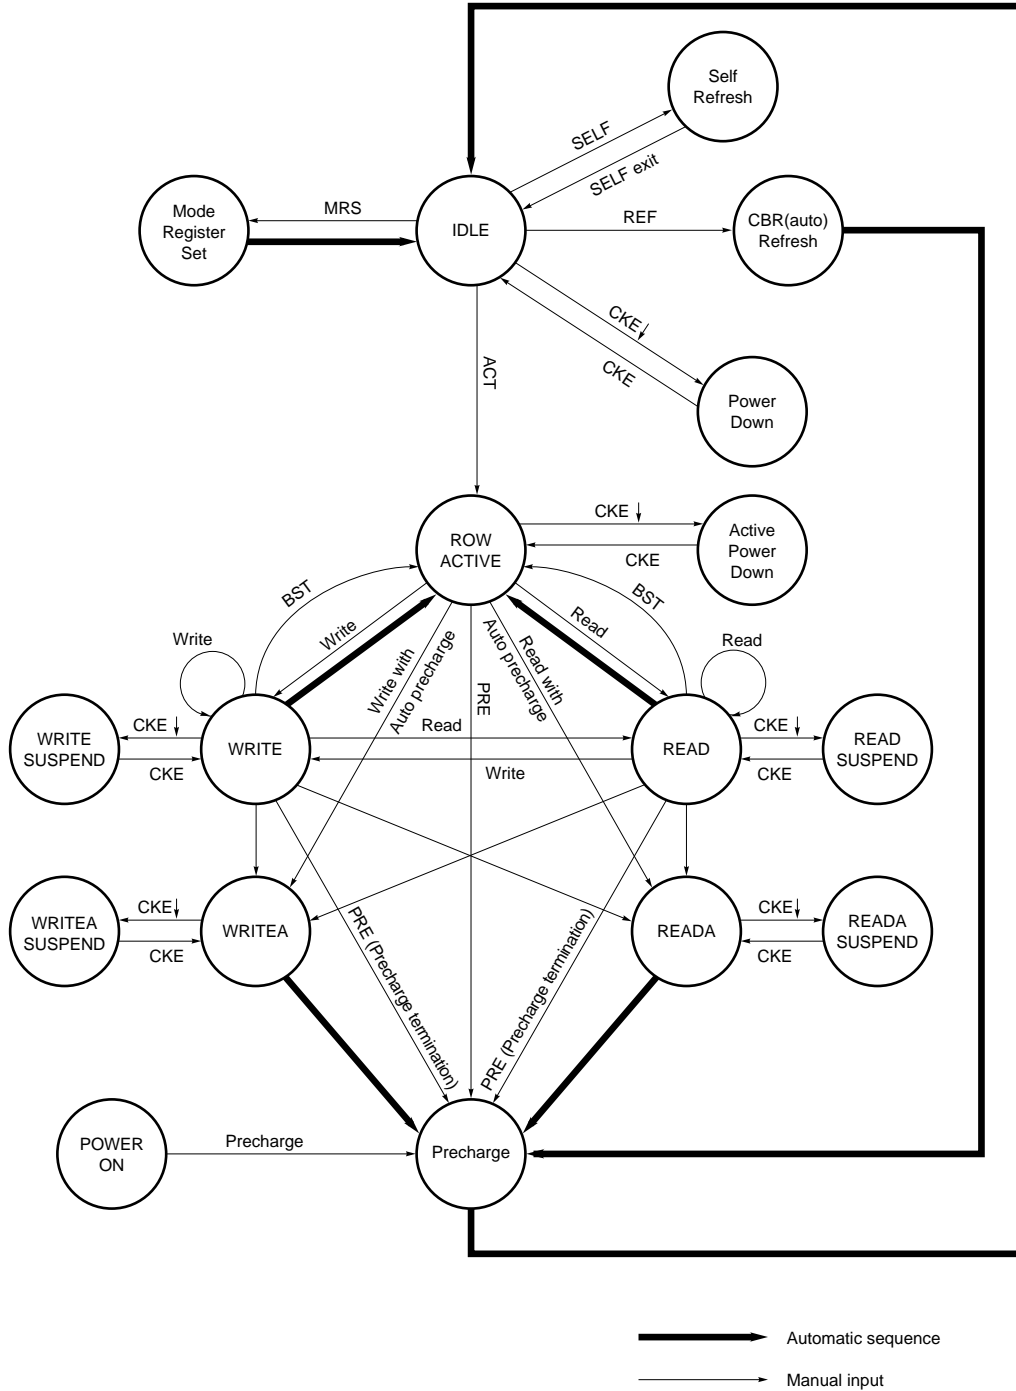 Self
Refresh
SELF
SELF exit
Mode
Register
Set
MRS
IDLE
REF
CBR(auto)
Refresh
CKE
CKE
Power
Down
ACT
ROW
ACTIVE
CKE
CKE
Active
Power
Down
BST
BST
Write
Read
Write
Read
Write with
Auto precharge
PRE
Read with
Auto precharge
WRITE
SUSPEND
CKE
CKE
WRITE
Read
Write
READ
CKE
CKE
READ
SUSPEND
WRITEA
SUSPEND
CKE
CKE
WRITEA
READA
CKE
CKE
READA
SUSPEND
PRE (Precharge termination)
PRE (Precharge termination)
POWER
ON
Precharge
Precharge
Automatic sequence
Manual input